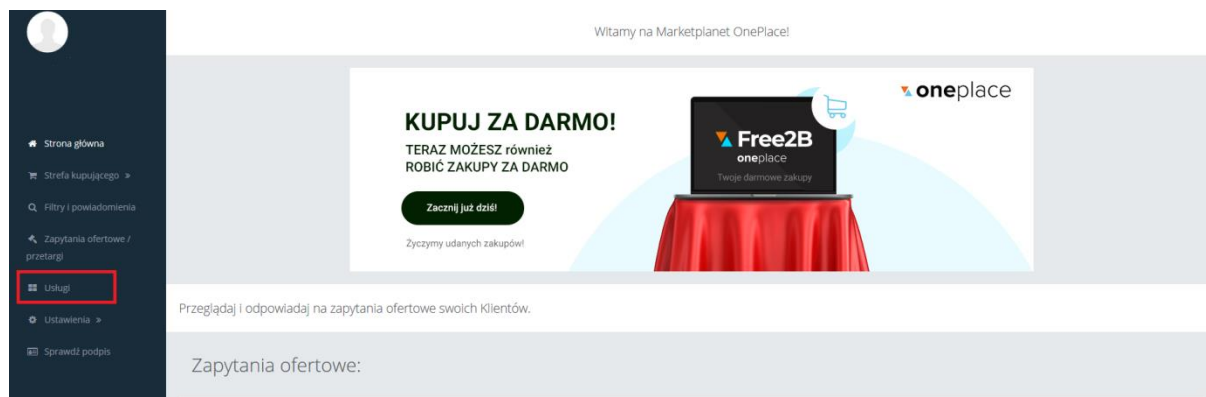 Witamy na Marketplanet OnePlace!
Strona główna
Strefa kupującego »
Filtry i powiadomienia
Zapytania ofertowe /
przetargi
Usługi
Ustawienia »
Sprawdź podpis
oneplace
KUPUJ ZA DARMO!
TERAZ MOŻESZ również
ROBIĆ ZAKUPY ZA DARMO
Zacznij już dziś!
Życzymy udanych zakupów!
Free2B
oneplace
Twoje darmowe zakupy
Przeglądaj i odpowiadaj na zapytania ofertowe swoich Klientów.
Zapytania ofertowe: